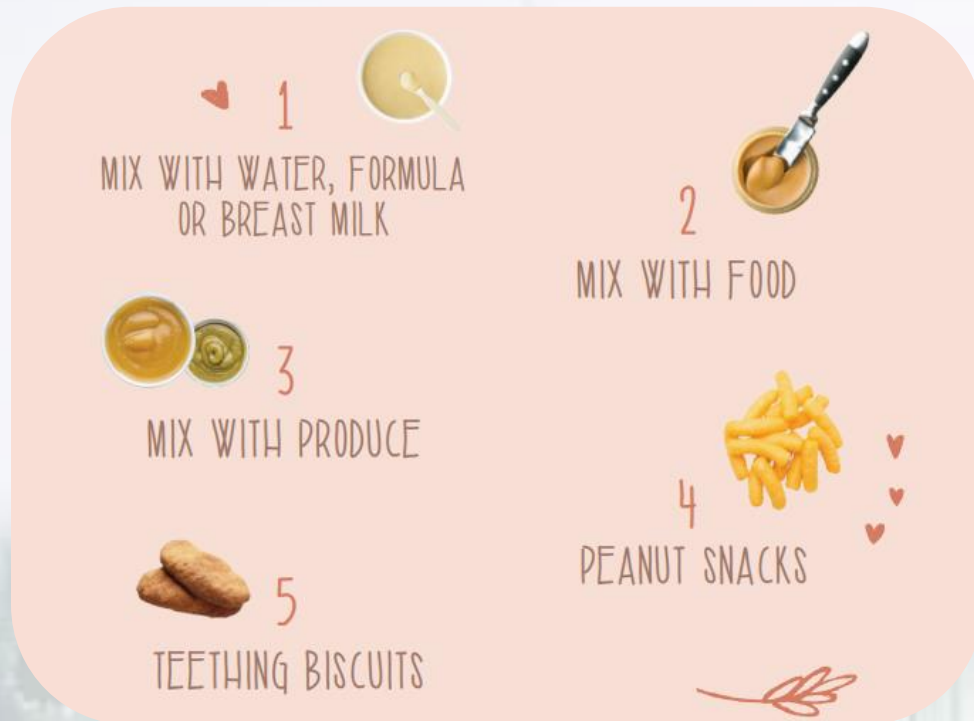 1
MIX WITH WATER, FORMULA
OR BREAST MILK
2
MIX WITH FOOD
3
MIX WITH PRODUCE
4
PEANUT SNACKS
5
TEETHING BISCUITS